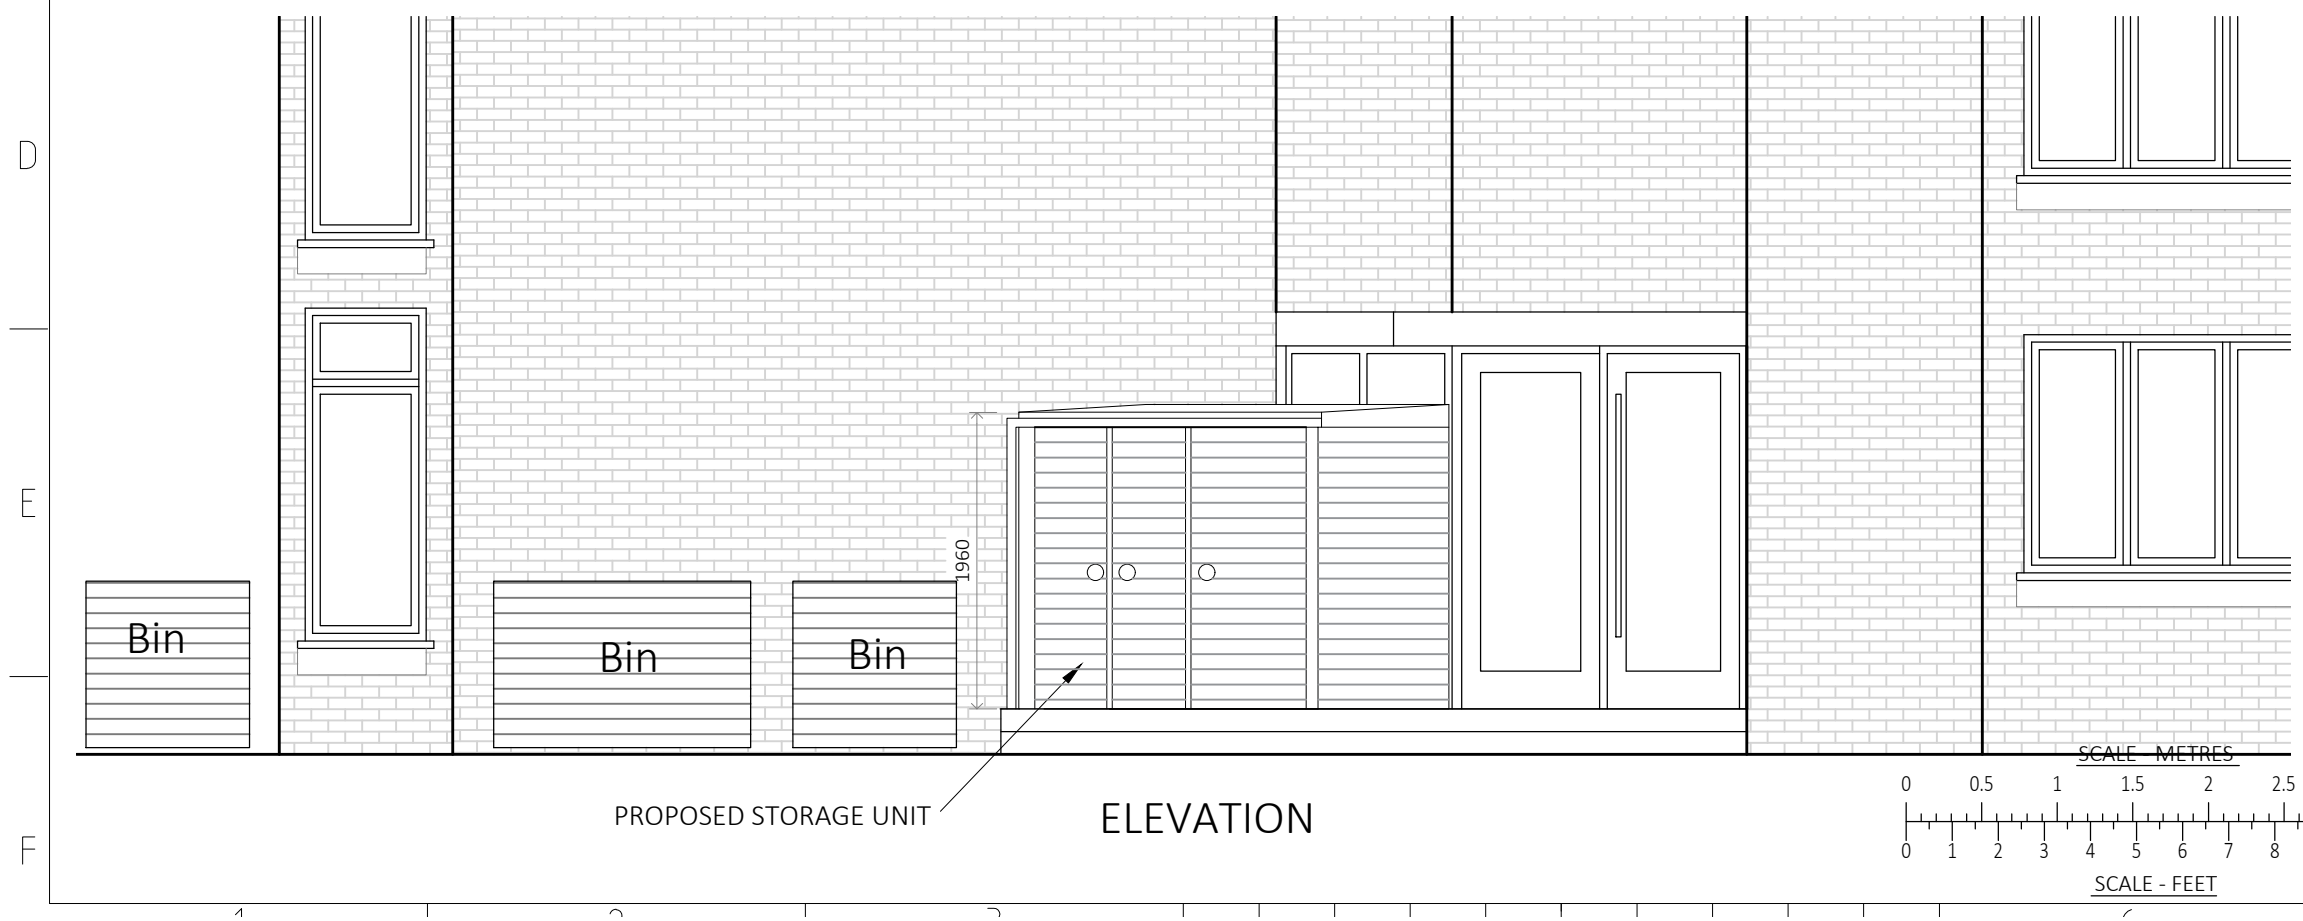 D
E
F
1960
Bin
Bin
Bin
PROPOSED STORAGE UNIT
ELEVATION
SCALE - METRES
0 0.5 1 1.5 2 2.5
0 1 2 3 4 5 6 7 8
SCALE - FEET